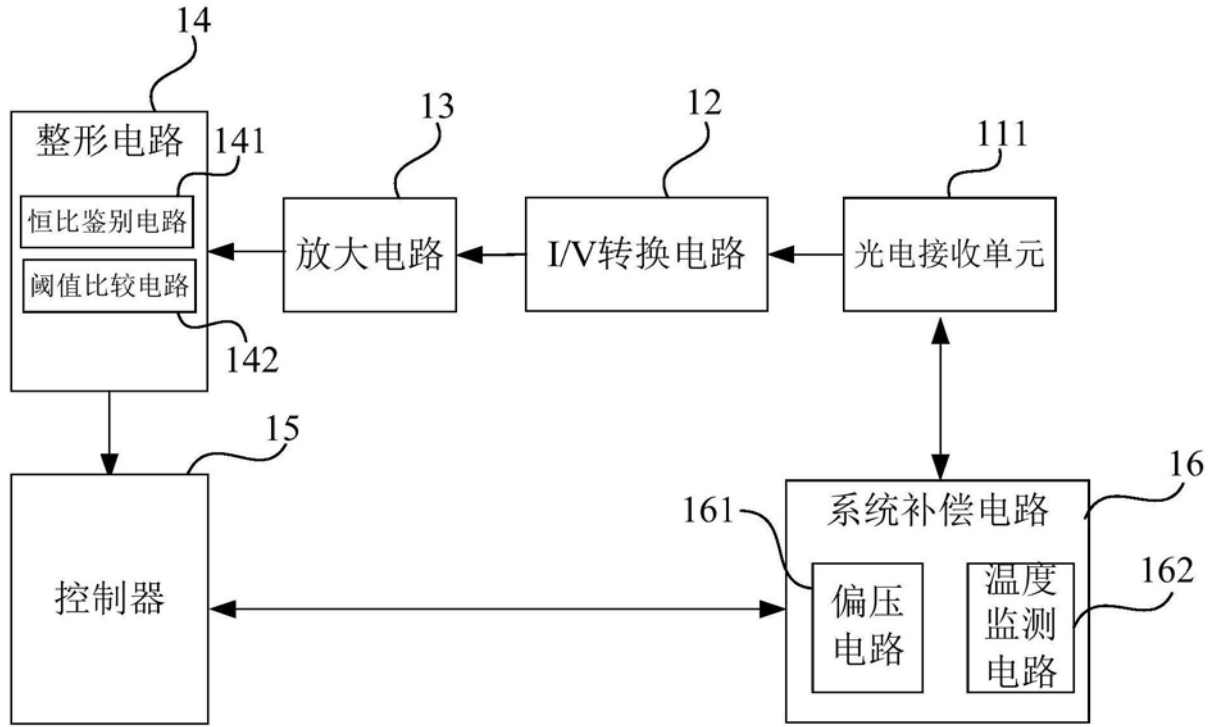 14
整形电路
141
恒比鉴别电路
阈值比较电路
142
13
放大电路
12
I/V转换电路
111
光电接收单元
15
控制器
16
系统补偿电路
161
偏压
电路
162
温度
监测
电路